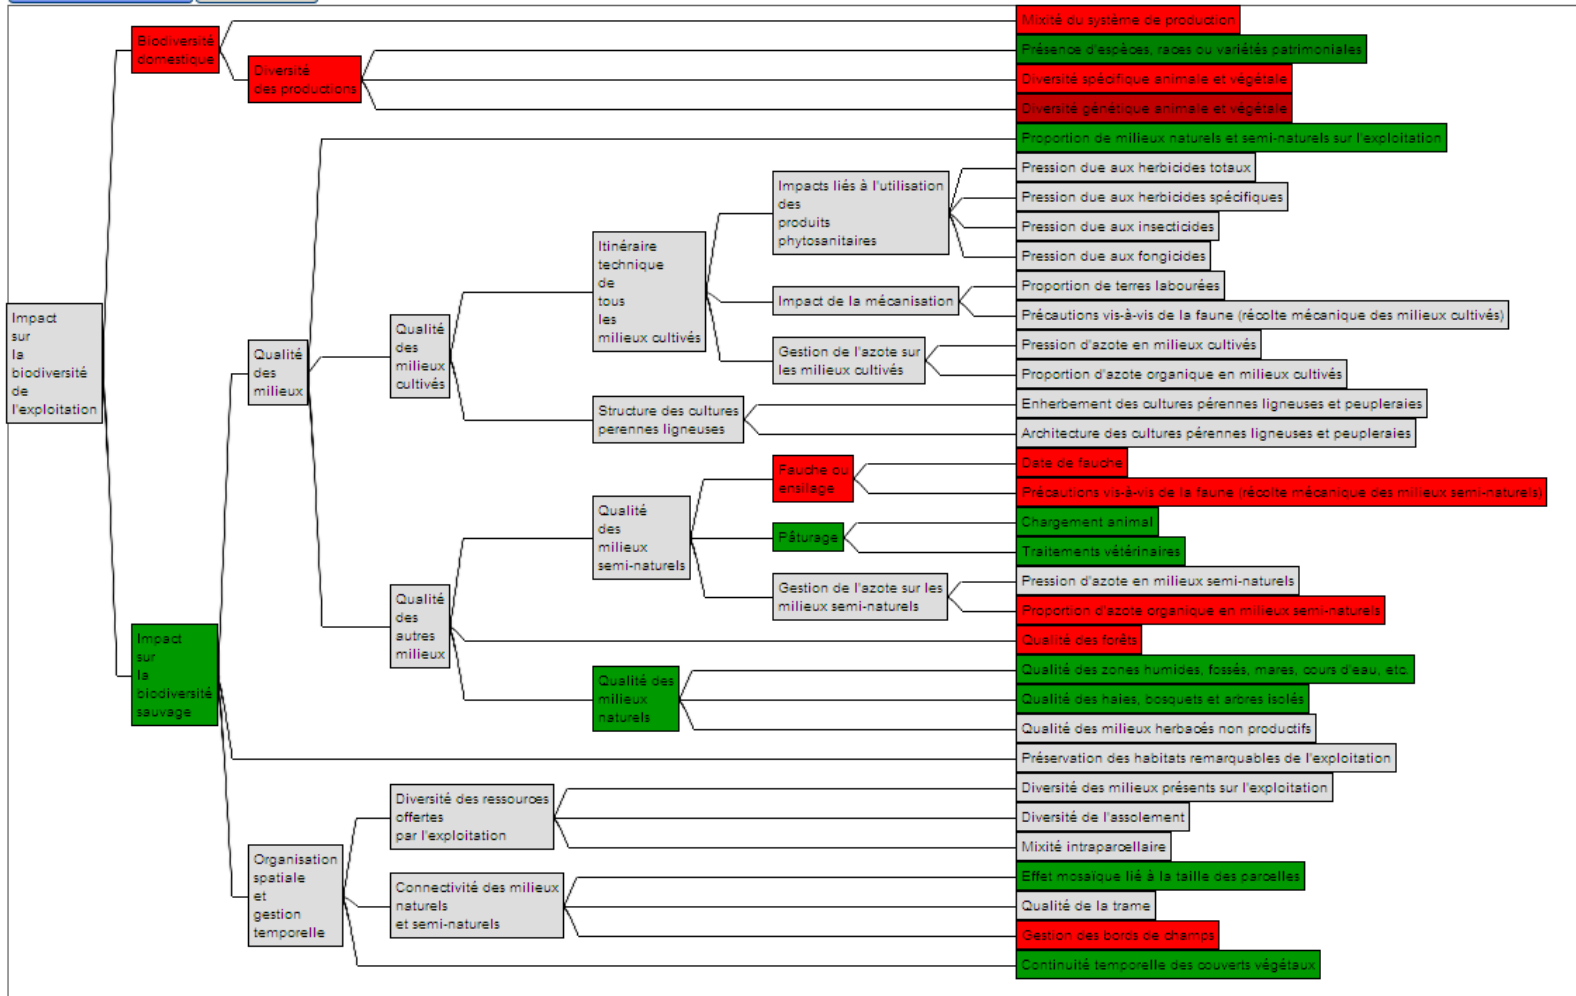 Impact
sur
la
biodiversité
de
l'exploitation
Biodiversité
domestique
Diversité
des productions
Mixité du système de production
Présence d'espèces, races ou variétés patrimoniales
Diversité spécifique animale et végétale
Diversité génétique animale et végétale
Impact
sur
la
biodiversité
sauvage
Qualité
des
milieux
Proportion de milieux naturels et semi-naturels sur l'exploitation
Qualité
des
milieux
cultivés
Itinéraire
technique
de
tous
les
milieux cultivés
Impacts liés à l'utilisation
des
produits
phytosanitaires
Pression due aux herbicides totaux
Pression due aux herbicides spécifiques
Pression due aux insecticides
Pression due aux fongicides
Impact de la mécanisation
Proportion de terres labourées
Précautions vis-à-vis de la faune (récolte mécanique des milieux cultivés)
Gestion de l'azote sur
les milieux cultivés
Pression d'azote en milieux cultivés
Proportion d'azote organique en milieux cultivés
Structure des cultures
perennes ligneuses
Enherbement des cultures pérennes ligneuses et peupleraies
Architecture des cultures pérennes ligneuses et peupleraies
Qualité
des
autres
milieux
Qualité
des
milieux
semi-naturels
Fauche ou
ensilage
Date de fauche
Précautions vis-à-vis de la faune (récolte mécanique des milieux semi-naturels)
Pâturage
Chargement animal
Traitements vétérinaires
Gestion de l'azote sur les
milieux semi-naturels
Pression d'azote en milieux semi-naturels
Proportion d'azote organique en milieux semi-naturels
Qualité des forêts
Qualité des
milieux
naturels
Qualité des zones humides, fossés, mares, cours d'eau, etc.
Qualité des haies, bosquets et arbres isolés
Qualité des milieux herbacés non productifs
Préservation des habitats remarquables de l'exploitation
Organisation
spatiale
et
gestion
temporelle
Diversité des ressources
offertes
par l'exploitation
Diversité des milieux présents sur l'exploitation
Diversité de l'assolement
Mixité intraparcellaire
Connectivité des milieux
naturels
et semi-naturels
Effet mosaïque lié à la taille des parcelles
Qualité de la trame
Gestion des bords de champs
Continuité temporelle des couverts végétaux